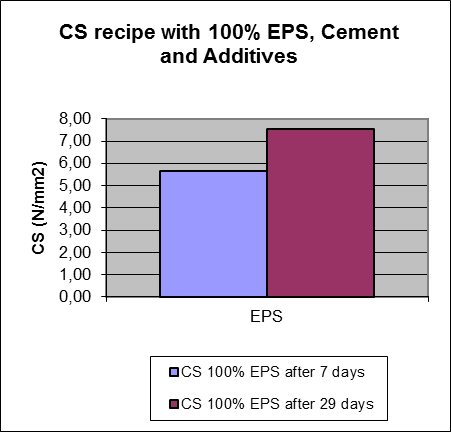 CS recipe with 100% EPS, Cement
and Additives
CS (N/mm2)
8,00
7,00
6,00
5,00
4,00
3,00
2,00
1,00
0,00
EPS
CS 100% EPS after 7 days
CS 100% EPS after 29 days